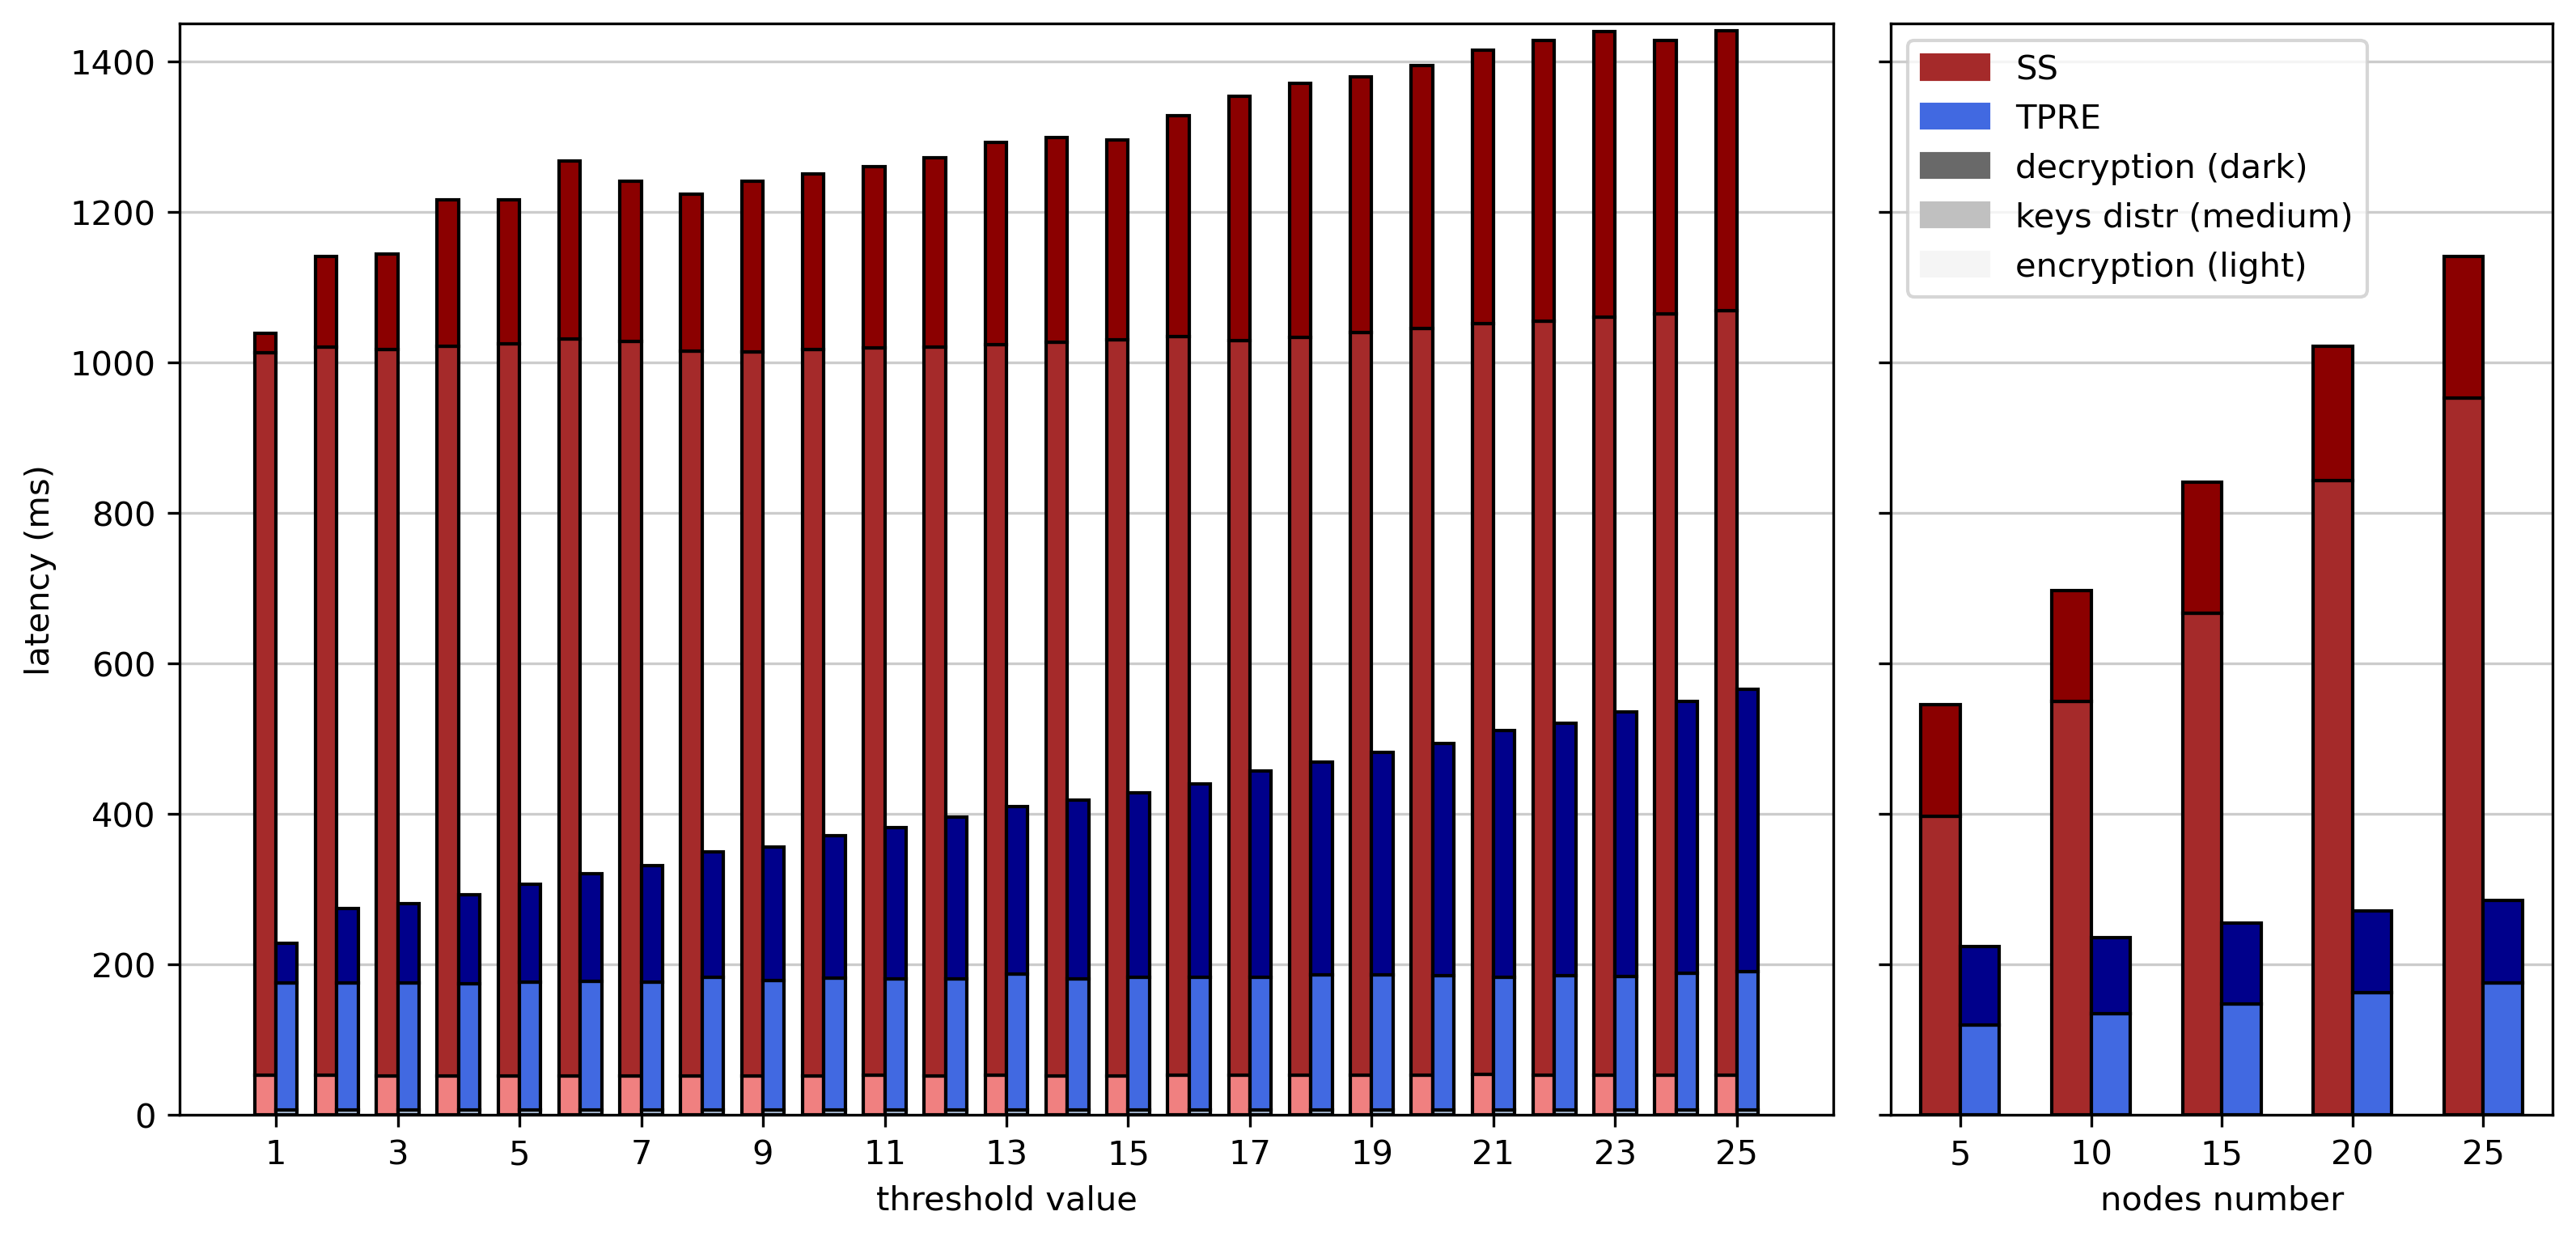 latency (ms)
1400
1200
1000
800
600
400
200
0
1 3 5 7 9 11 13 15 17 19 21 23 25
threshold value
SS
TPRE
decryption (dark)
keys distr (medium)
encryption (light)
5 10 15 20 25
nodes number